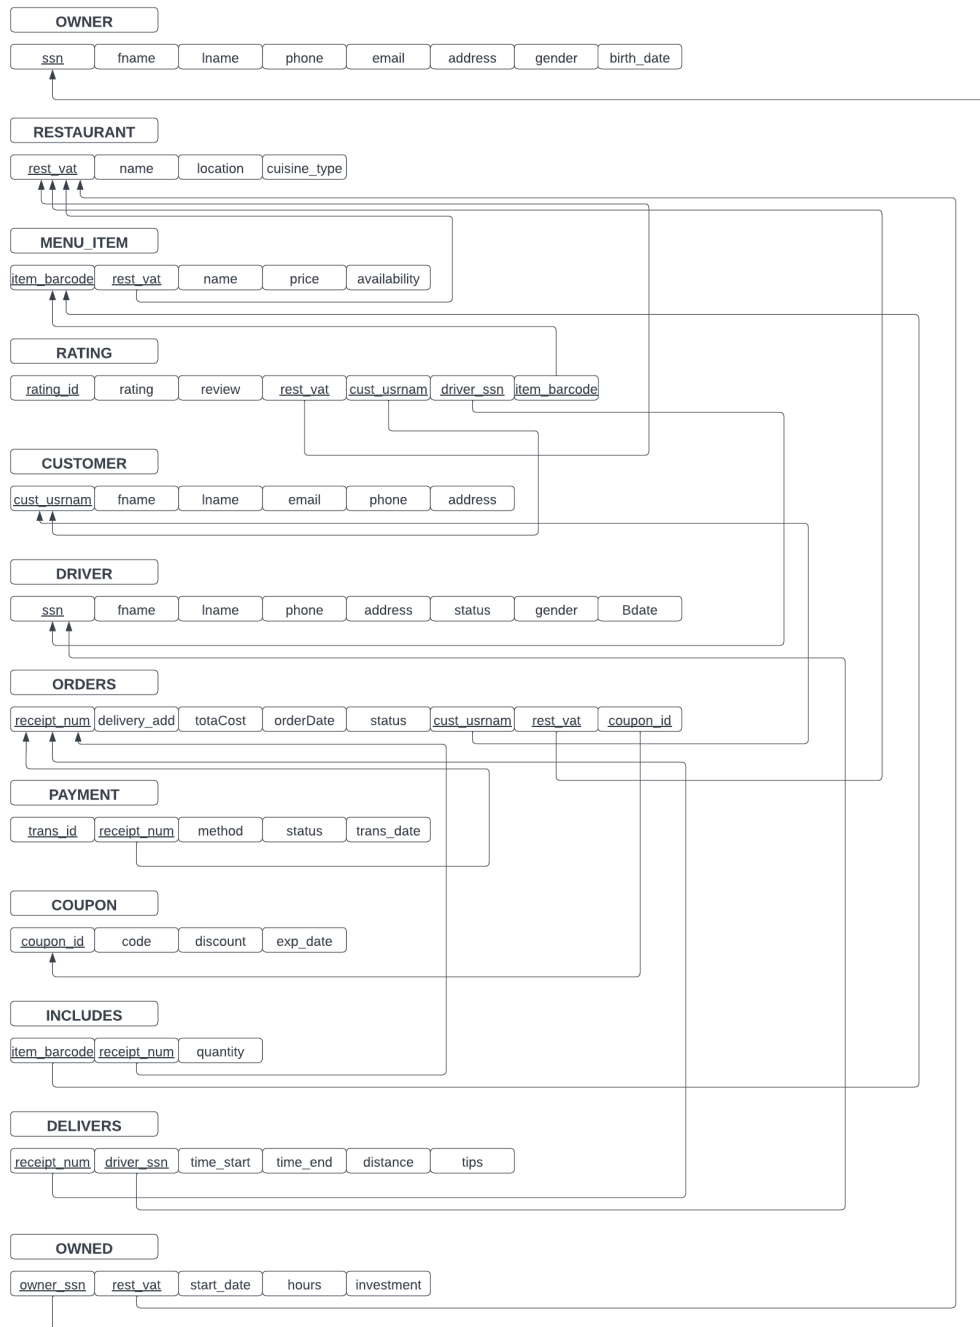 OWNER
ssn fname lname phone email address gender birth_date
RESTAURANT
rest_vat name location cuisine_type
MENU_ITEM
item_barcode rest_vat name price availability
RATING
rating_id rating review rest_vat cust_usrnam driver_ssn item_barcode
CUSTOMER
cust_usrnam fname lname email phone address
DRIVER
ssn fname lname phone address status gender Bdate
ORDERS
receipt_num delivery_add totaCost orderDate status cust_usrnam rest_vat coupon_id
PAYMENT
trans_id receipt_num method status trans_date
COUPON
coupon_id code discount exp_date
INCLUDES
item_barcode receipt_num quantity
DELIVERS
receipt_num driver_ssn time_start time_end distance tips
OWNED
owner_ssn rest_vat start_date hours investment